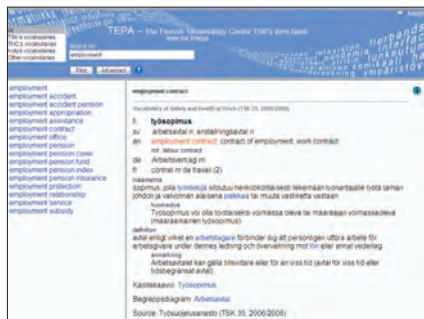 All
TSK's vocabularies
THL's vocabularies
Other vocabularies
TEPA – The Finnish Terminology Centre TSK's term bank
Search for
employment
Find
Advanced
?
employment
employment accident
employment accident pension
employment appropriation
employment assistance
employment contract
employment office
employment pension
employment pension cover
employment pension fund
employment pension index
employment pension insurance
employment protection
employment relationship
employment service
employment subsidy
employment contract
Vocabulary of Safety and Health at Work (TSK 35, 2006/2008)
fi työsopimus
sv arbetsavtal n; anställningsavtal n
en employment contract; contract of employment; work contract
not: labour contract
de Arbeitsvertrag m
fr contrat m de travail (2)
määritelmä
sopimus, jolla työntekijä sitoutuu henkilökohtaisesti tekemään työnantajalle työtä tämän
johdon ja valvonnan alaisena palkkaa tai muuta vastiketta vastaan
huomautus
Työsopimus voi olla toistaiseksi voimassa oleva tai määräajan voimassaoleva
(määräaikainen työsopimus).
definition
avtal enligt vilket en arbetstagare förbinder sig att personligen utföra arbete för
arbetsgivare under dennes ledning och övervakning mot lön eller annat vederlag
anmärkning
Arbetsavtalet kan gälla tillsvidare eller för en viss tid (avtal för viss tid eller
tidsbegränsat avtal).
Käsitekaavio: Työsopimus.
Begreppsdiagram: Arbetsavtal.
Source: Työsuojelusanasto (TSK 35, 2006/2008)